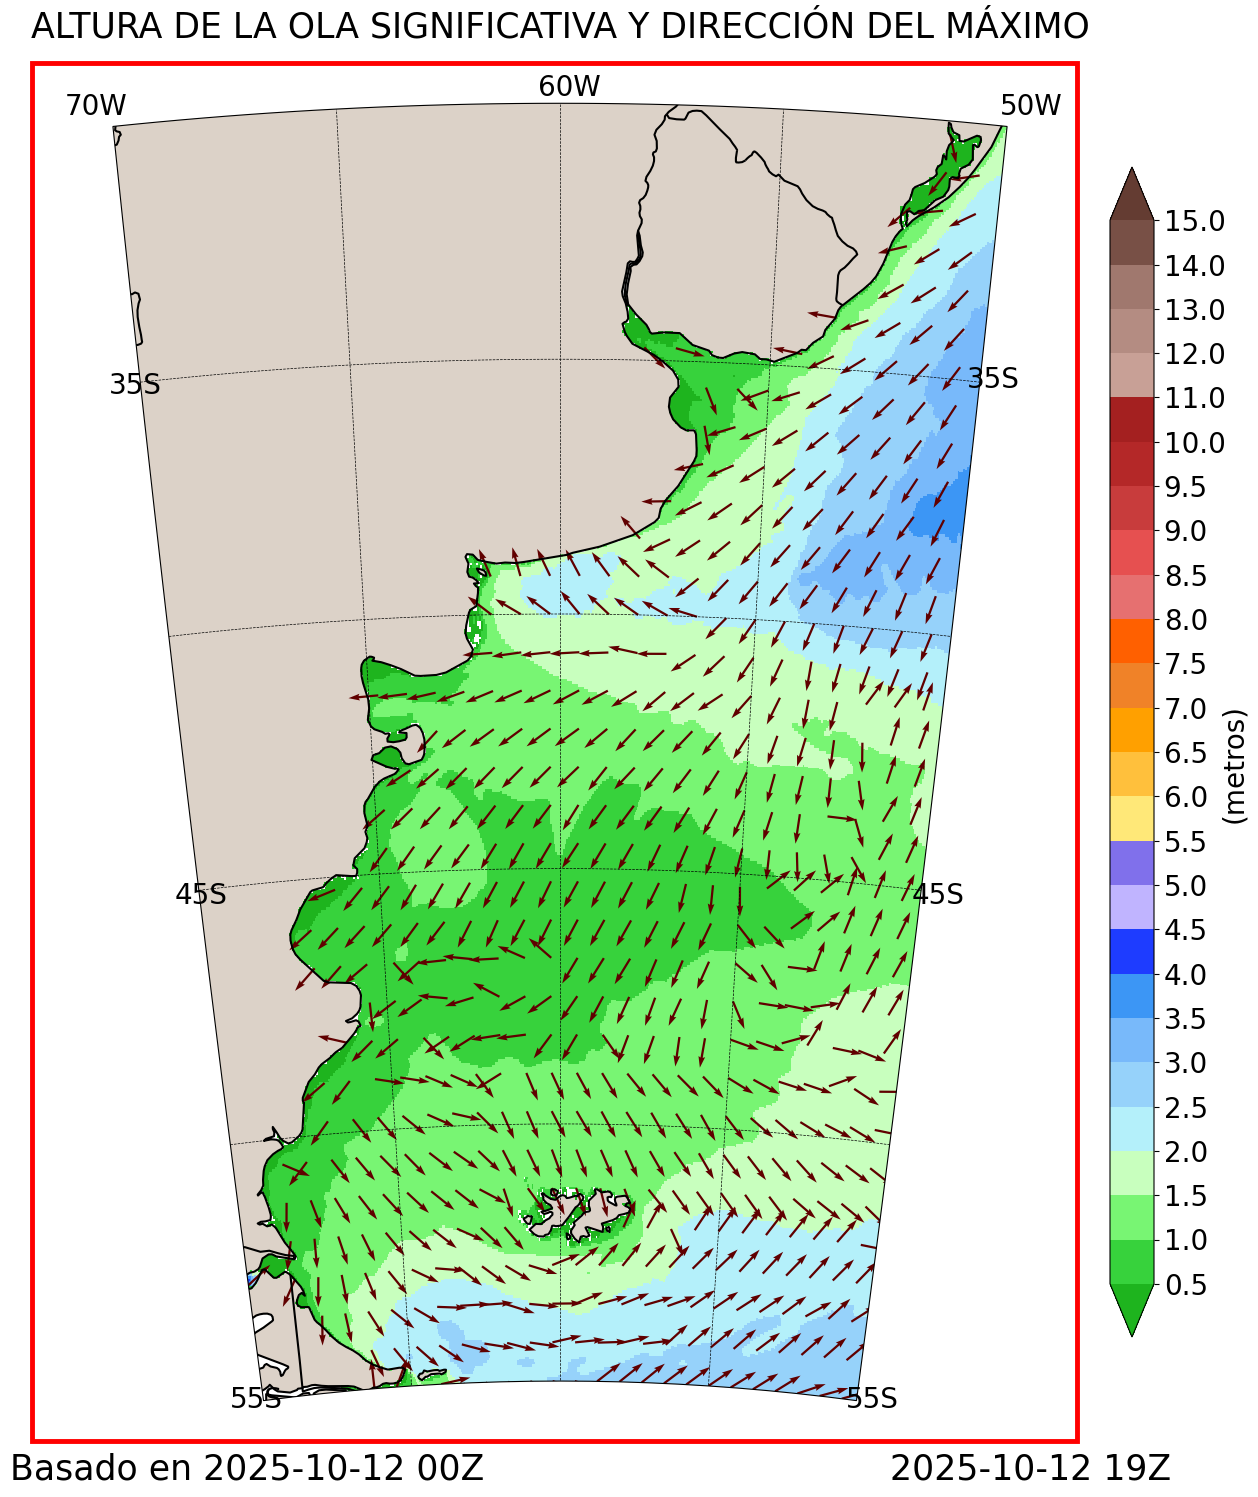 ALTURA DE LA OLA SIGNIFICATIVA Y DIRECCIÓN DEL MÁXIMO
70W
60W
50W
35S
35S
45S
45S
55S
55S
15.0
14.0
13.0
12.0
11.0
10.0
9.5
9.0
8.5
8.0
7.5
7.0
6.5
6.0
5.5
5.0
4.5
4.0
3.5
3.0
2.5
2.0
1.5
1.0
0.5
(metros)
Basado en 2025-10-12 00Z
2025-10-12 19Z